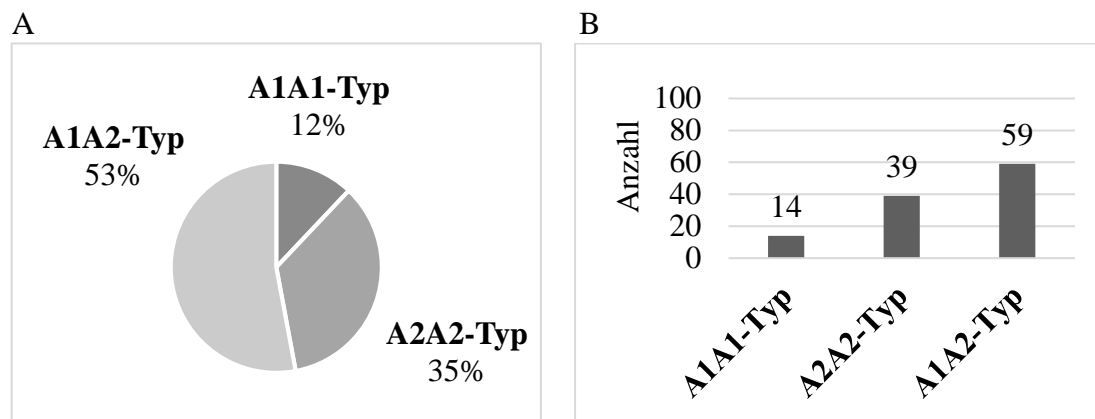 A
A1A1-Typ
12%
A1A2-Typ
53%
A2A2-Typ
35%
B
Anzahl
100
80
60
40
20
0
14
39
59
A1A1-Typ
A2A2-Typ
A1A2-Typ